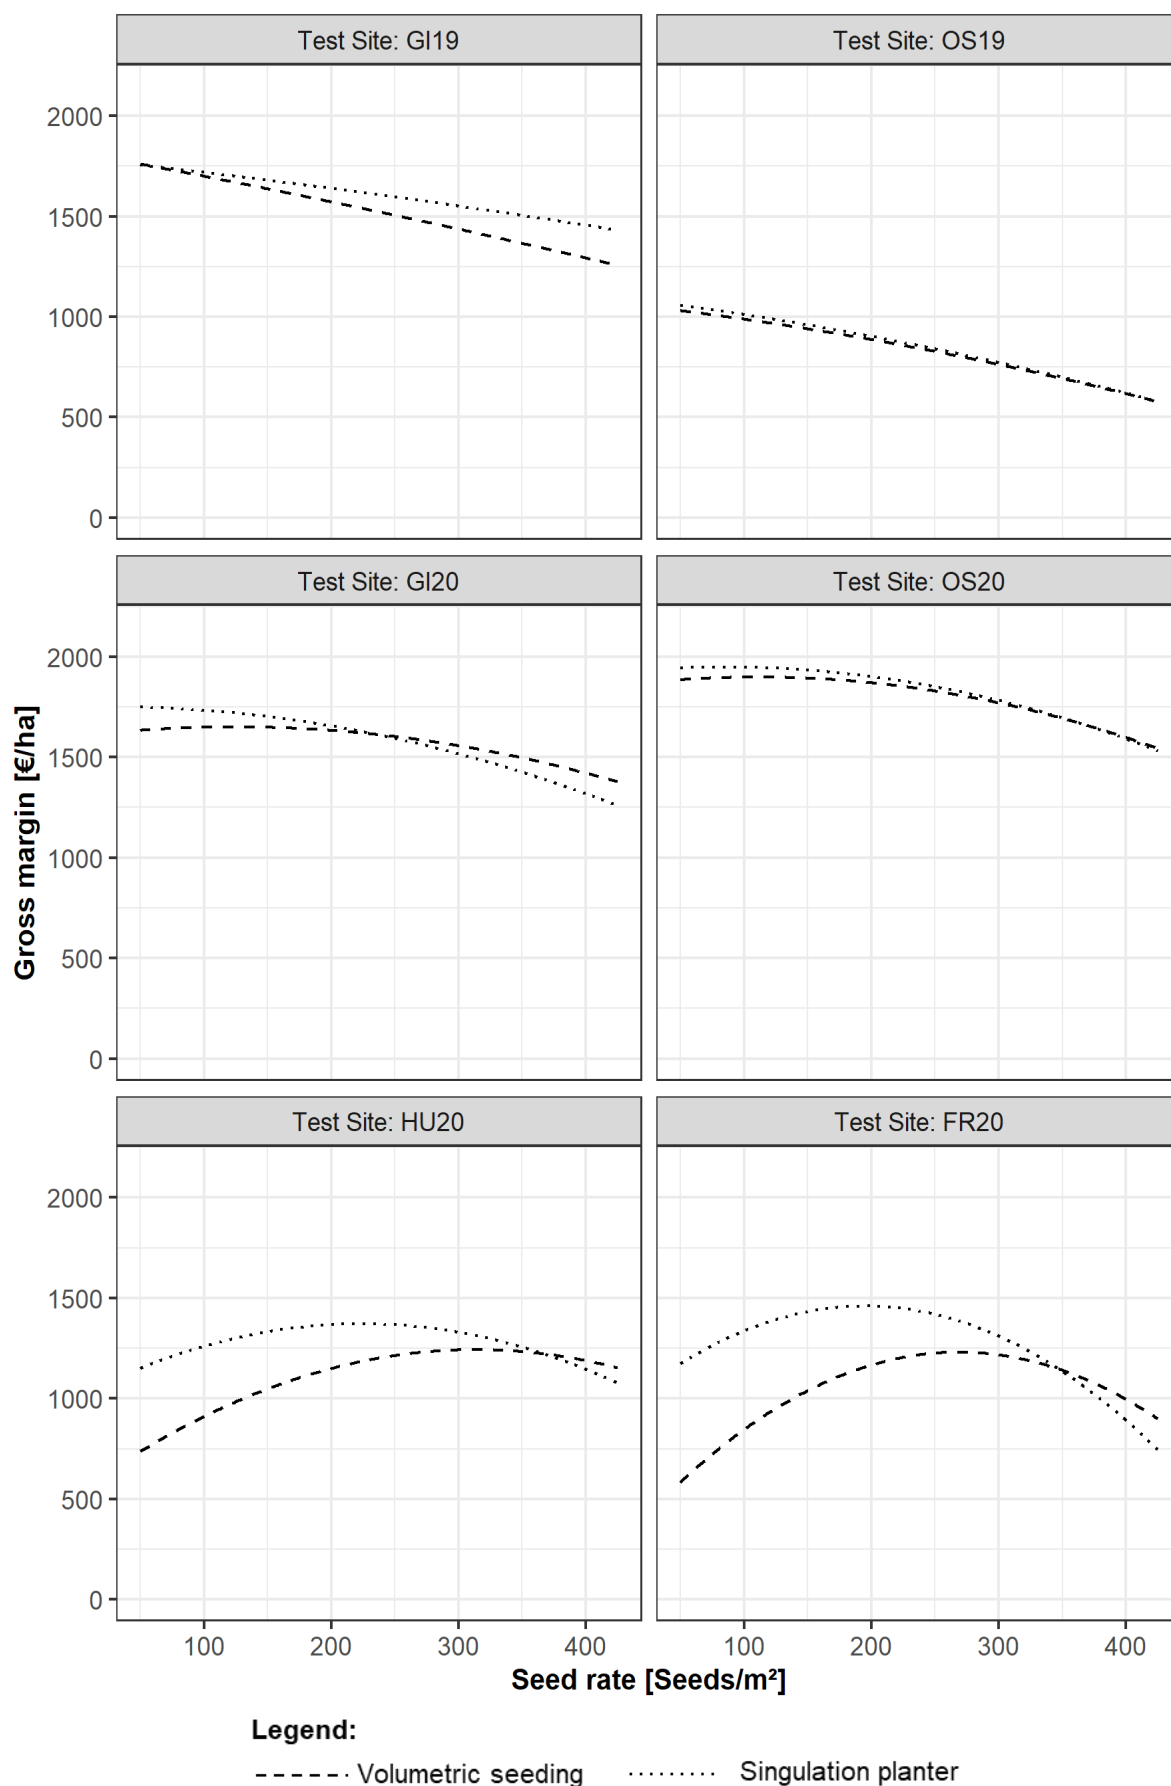 Test Site: GI19
Test Site: OS19
2000
1500
1000
500
0
Test Site: GI20
Test Site: OS20
2000
1500
1000
500
0
Gross margin [€/ha]
Test Site: HU20
Test Site: FR20
2000
1500
1000
500
0
100 200 300 400 100 200 300 400
Seed rate [Seeds/m²]
Legend:
Volumetric seeding Singulation planter